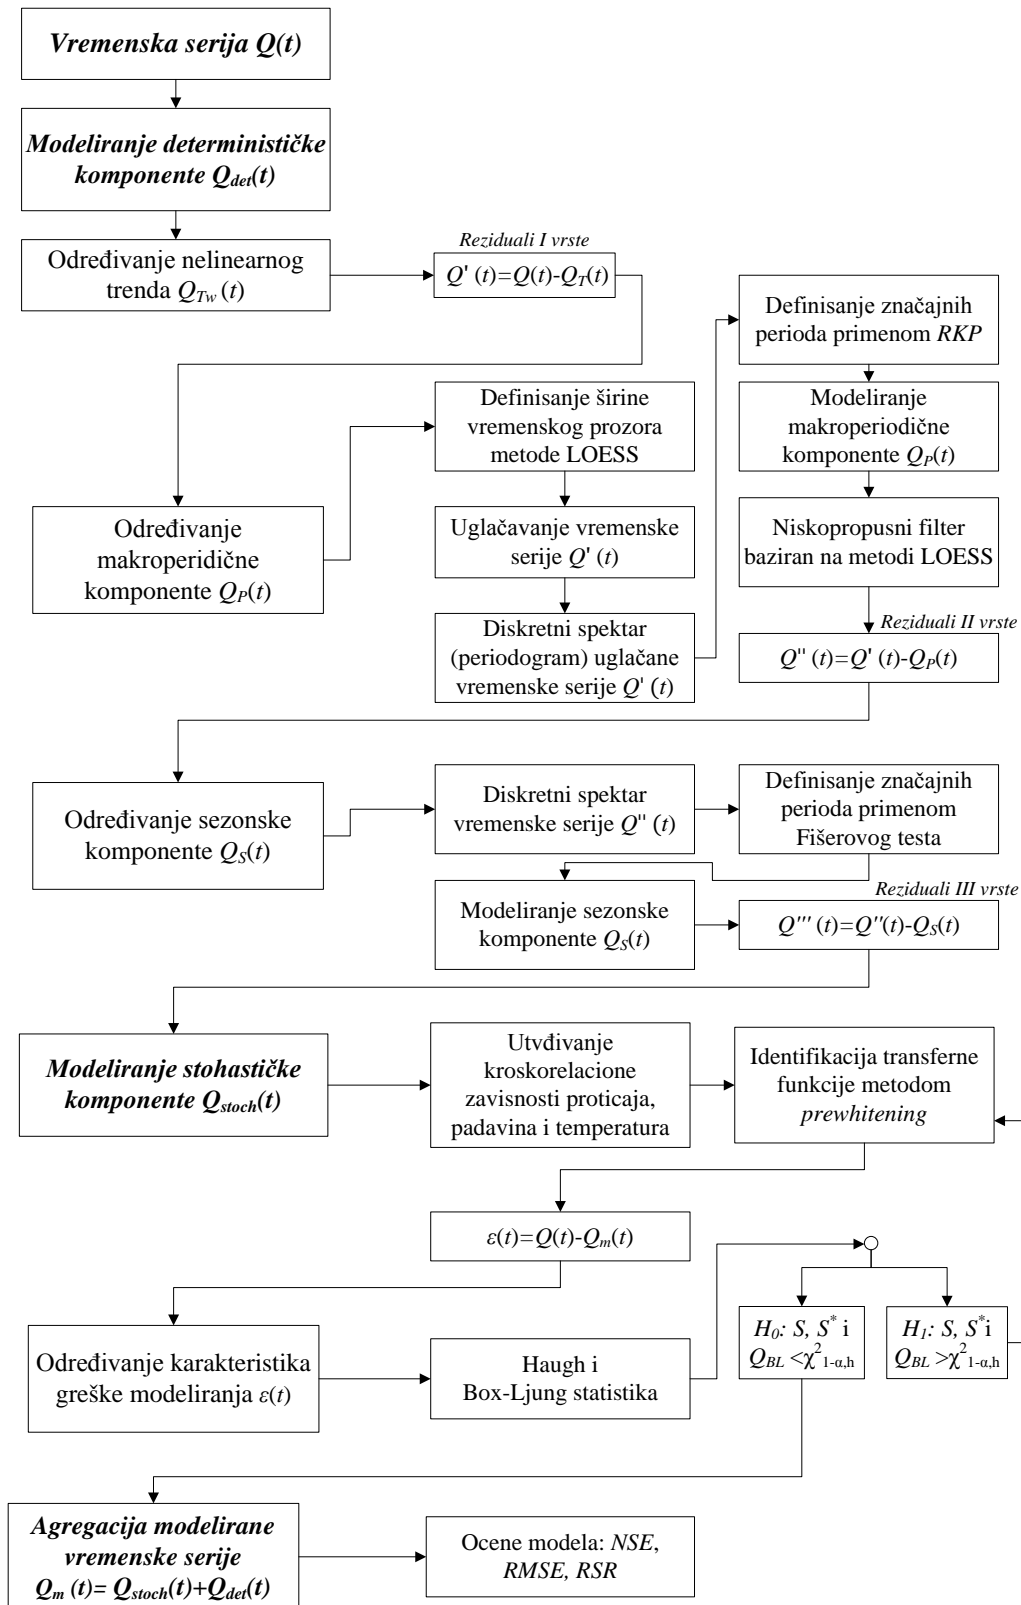 Vremenska serija Q(t)
Modeliranje determinističke
komponente Qdet(t)
Određivanje nelinearnog
trenda QTw (t)
Reziduali I vrste
Q' (t)=Q(t)-QT(t)
Određivanje
makroperidične
komponente QP(t)
Definisanje širine
vremenskog prozora
metode LOESS
Uglačavanje vremenske
serije Q' (t)
Diskretni spektar
(periodogram) uglačane
vremenske serije Q' (t)
Definisanje značajnih
perioda primenom RKP
Modeliranje
makroperiodične
komponente QP(t)
Niskopropusni filter
baziran na metodi LOESS
Reziduali II vrste
Q'' (t)=Q' (t)-QP(t)
Određivanje sezonske
komponente QS(t)
Diskretni spektar
vremenske serije Q'' (t)
Definisanje značajnih
perioda primenom
Fišerovog testa
Modeliranje sezonske
komponente QS(t)
Reziduali III vrste
Q''' (t)=Q''(t)-QS(t)
Modeliranje stohastičke
komponente Qstoch(t)
Utvđivanje
kroskorelacione
zavisnosti proticaja,
padavina i temperatura
Identifikacija transferne
funkcije metodom
prewhitening
ε(t)=Q(t)-Qm(t)
Određivanje karakteristika
greške modeliranja ε(t)
Haugh i
Box-Ljung statistika
H0: S, S* i
QBL <χ²1-α,h
H1: S, S* i
QBL >χ²1-α,h
Agregacija modelirane
vremenske serije
Qm (t)= Qstoch(t)+Qdet(t)
Ocene modela: NSE,
RMSE, RSR